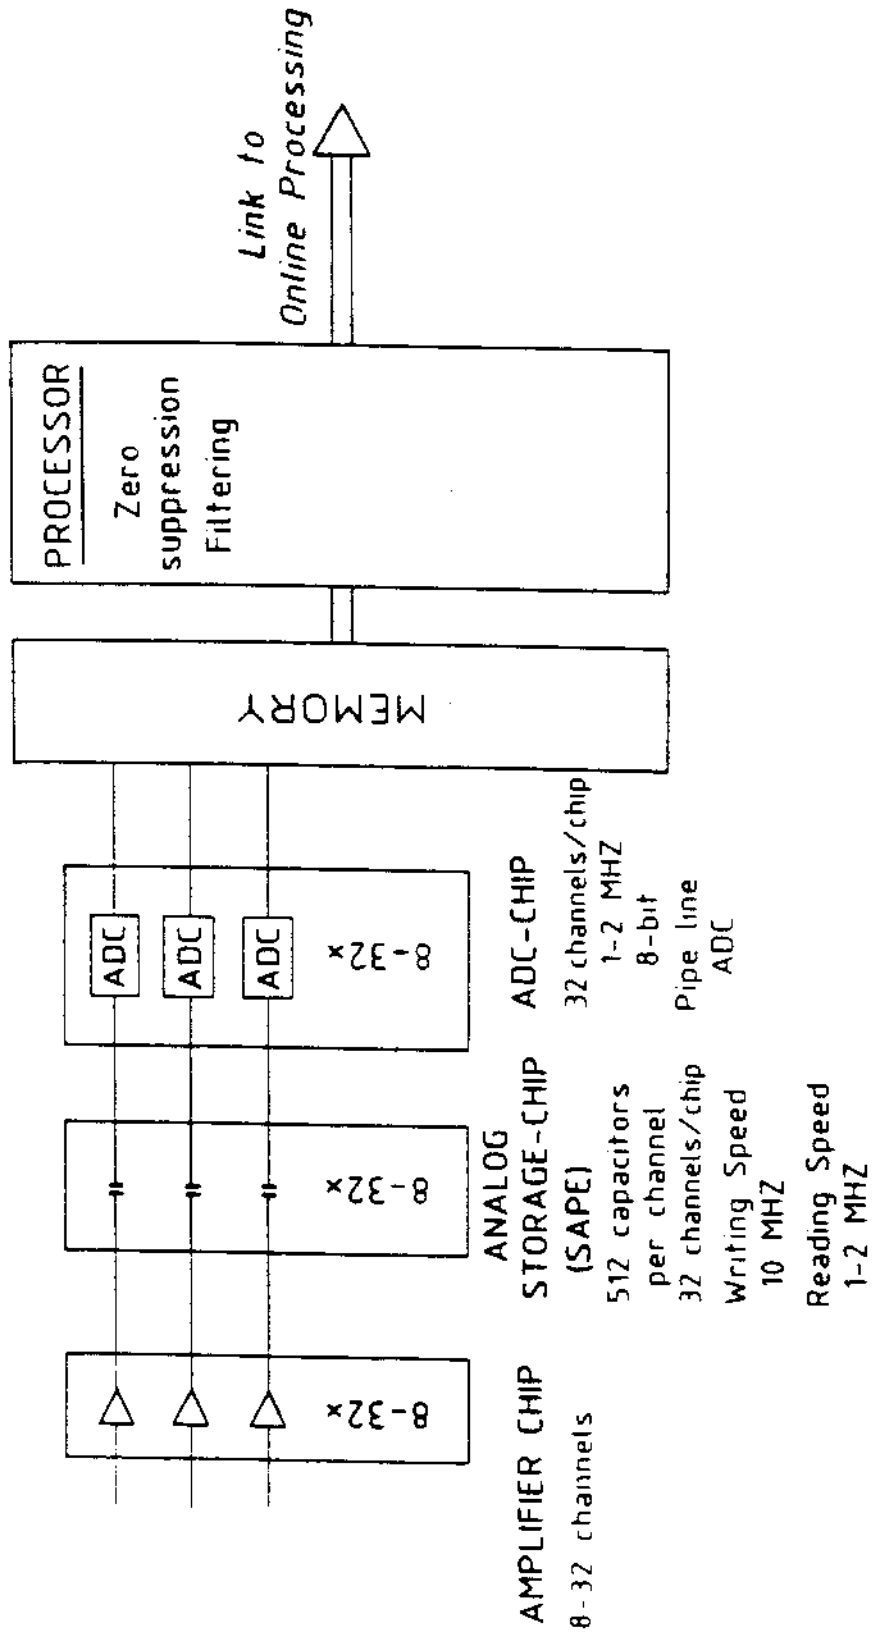 AMPLIFIER CHIP
8-32 channels
8-32x
ANALOG
STORAGE-CHIP
(SAPE)
512 capacitors
per channel
32 channels/chip
Writing Speed
10 MHZ
Reading Speed
1-2 MHZ
8-32x
ADC
ADC
ADC
8-32x
ADC-CHIP
32 channels/chip
1-2 MHZ
8-bit
Pipe line
ADC
MEMORY
PROCESSOR
Zero
suppression
Filtering
Link to
Online Processing